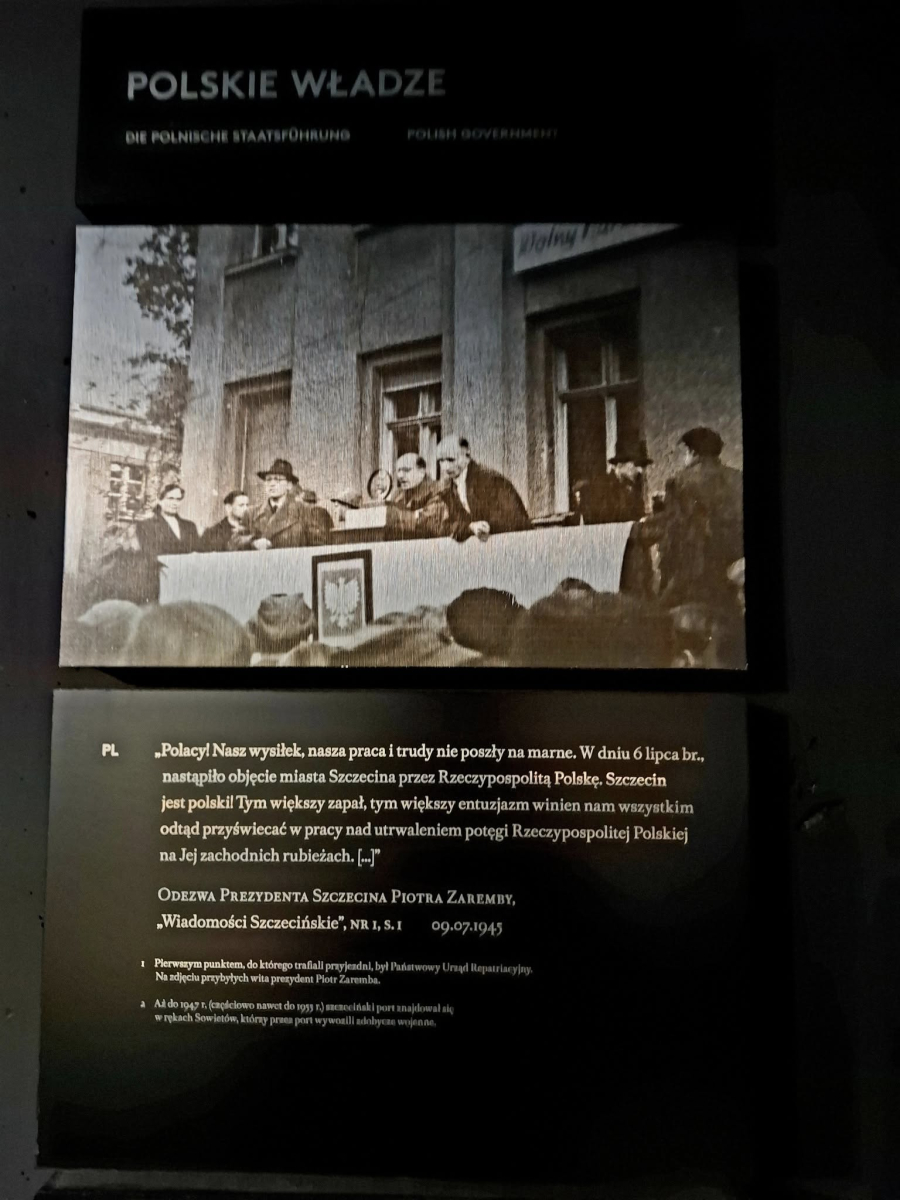 POLSKIE WŁADZE
DIE POLNISCHE STAATSFÜHRUNG POLISH GOVERNMENT
Wolny
PL „Polacy! Nasz wysiłek, nasza praca i trudy nie poszły na marne. W dniu 6 lipca br.,
nastąpiło objęcie miasta Szczecina przez Rzeczypospolitą Polskę. Szczecin
jest polski! Tym większy zapał, tym większy entuzjazm winien nam wszystkim
odtąd przyświecać w pracy nad utrwaleniem potęgi Rzeczypospolitej Polskiej
na Jej zachodnich rubieżach. [...]”
Odezwa Prezydenta Szczecina Piotra Zaremby,
„Wiadomości Szczecińskie”, nr 1, s. 1 09.07.1945
1 Pierwszym punktem, do którego trafiali przyjezdni, był Państwowy Urząd Repatriacyjny.
Na zdjęciu przybyłych wita prezydent Piotr Zaremba.
2 Aż do 1947 r. (częściowo nawet do 1955 r.) szczeciński port znajdował się
w rękach Sowietów, którzy przez port wywozili zdobycze wojenne.